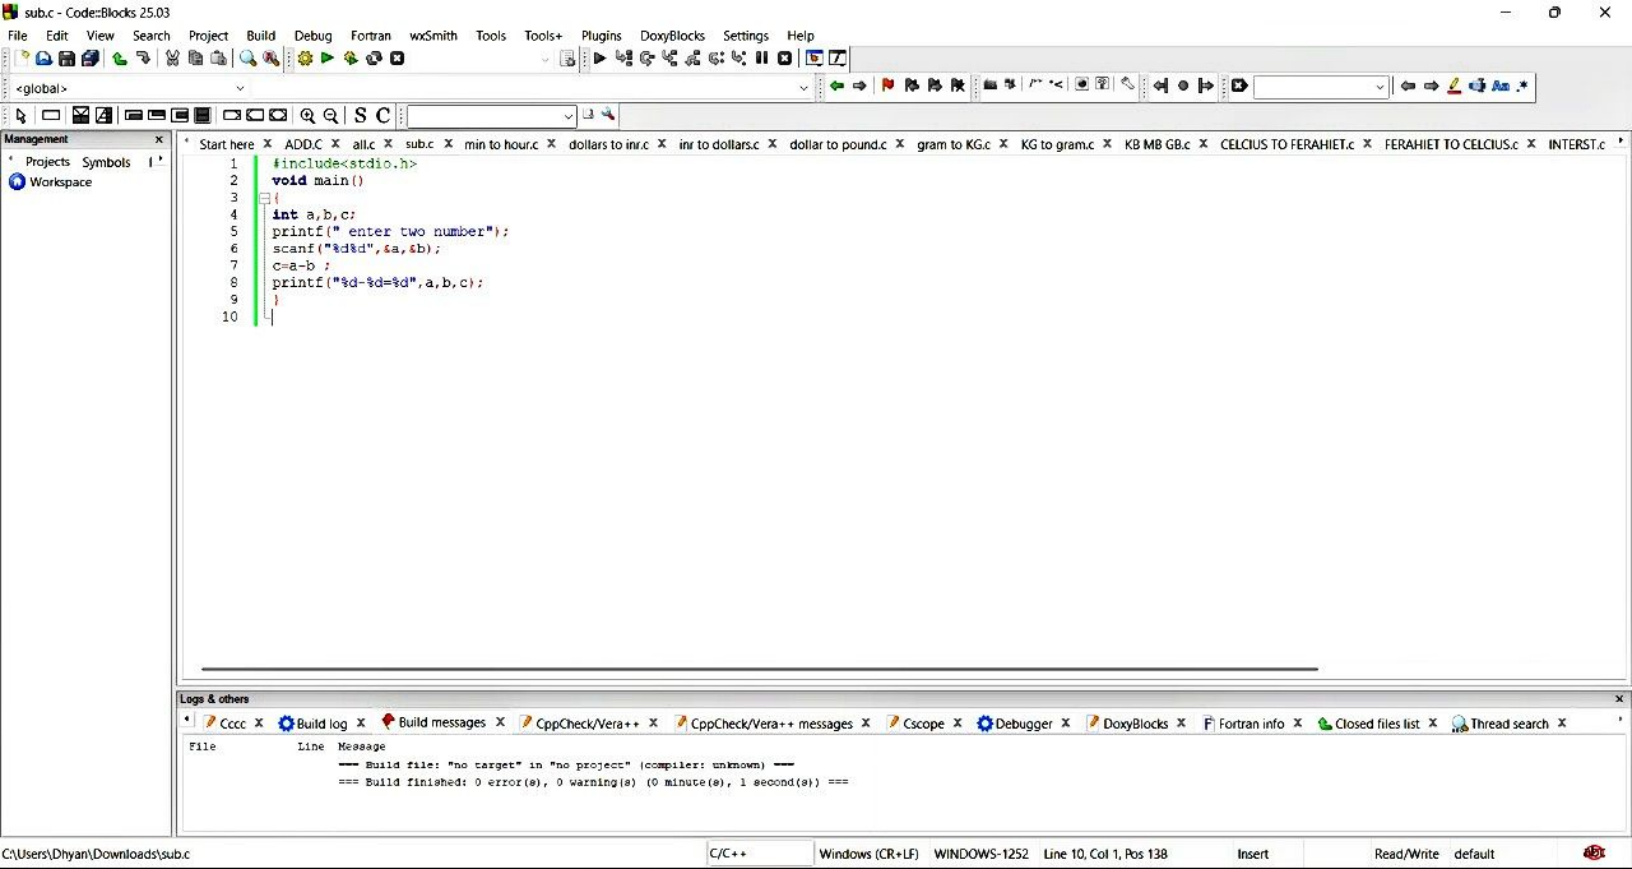 sub.c - Code::Blocks 25.03
File Edit View Search Project Build Debug Fortran wxSmith Tools Tools+ Plugins DoxyBlocks Settings Help
<global>
S C
Management
Projects Symbols
Workspace
Start here ADD.C all.c sub.c min to hour.c dollars to inr.c inr to dollars.c dollar to pound.c gram to KG.c KG to gram.c KB MB GB.c CELCIUS TO FERAHIET.c FERAHIET TO CELCIUS.c INTERST.c
1 #include<stdio.h>
2 void main()
3 {
4 int a,b,c;
5 printf(" enter two number");
6 scanf("%d%d",&a,&b);
7 c=a-b ;
8 printf("%d-%d=%d",a,b,c);
9 }
10
Logs & others
Cccc Build log Build messages CppCheck/Vera++ CppCheck/Vera++ messages Cscope Debugger DoxyBlocks Fortran info Closed files list Thread search
File Line Message
=== Build file: "no target" in "no project" (compiler: unknown) ===
=== Build finished: 0 error(s), 0 warning(s) (0 minute(s), 1 second(s)) ===
C:\Users\Dhyan\Downloads\sub.c C/C++ Windows (CR+LF) WINDOWS-1252 Line 10, Col 1, Pos 138 Insert Read/Write default